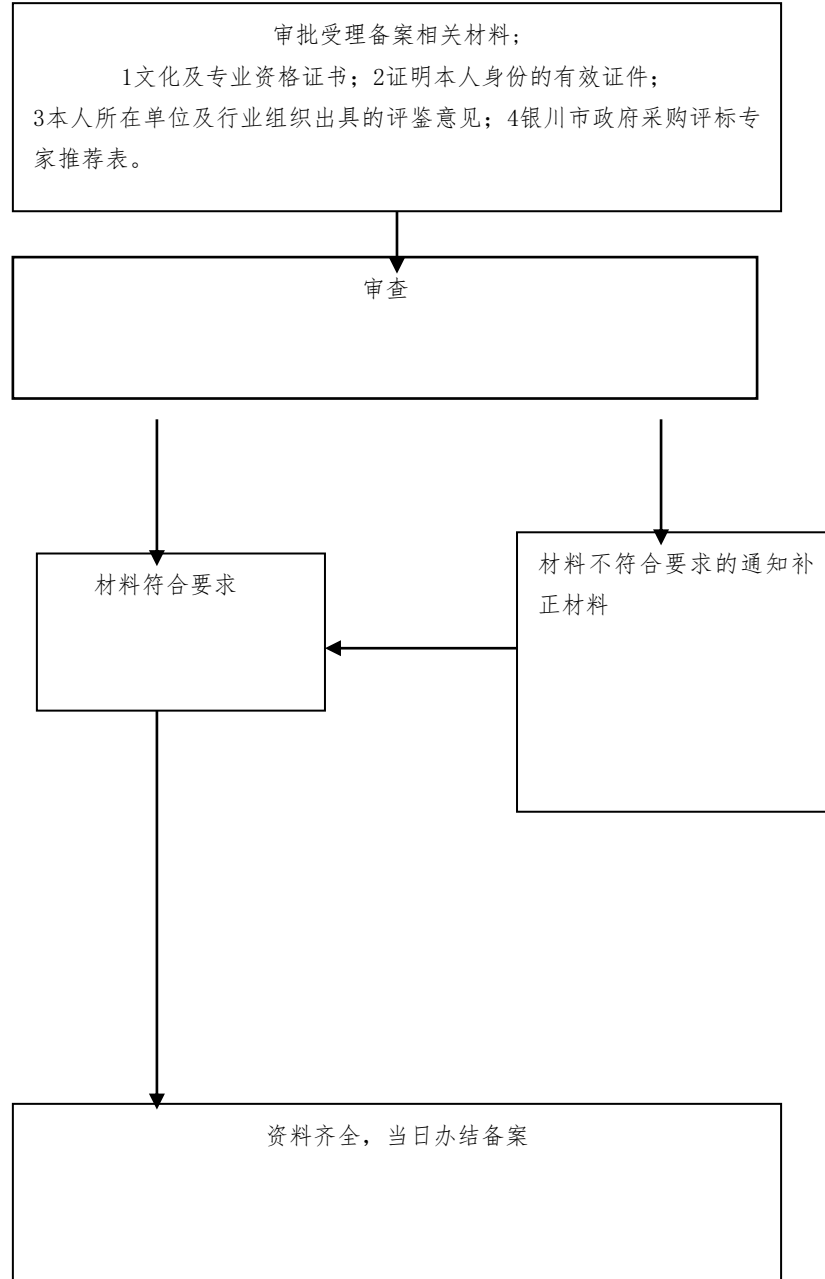 审批受理备案相关材料；
1文化及专业资格证书；2证明本人身份的有效证件；
3本人所在单位及行业组织出具的评鉴意见；4银川市政府采购评标专
家推荐表。
审查
材料符合要求
材料不符合要求的通知补
正材料
资料齐全，当日办结备案